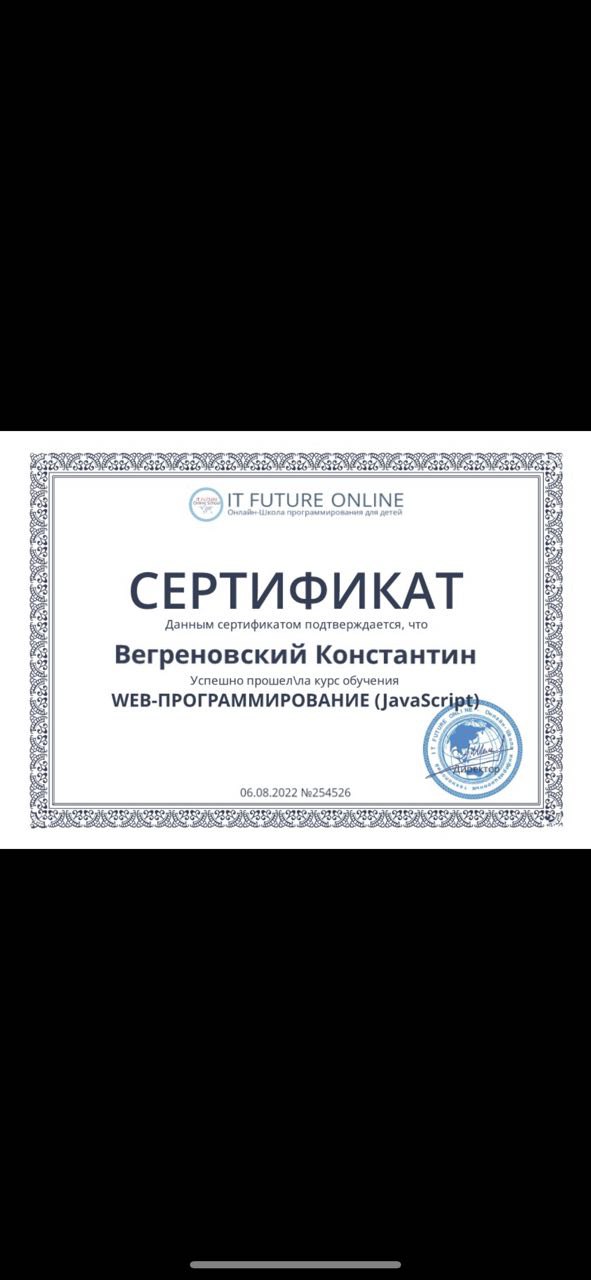 IT FUTURE ONLINE
Онлайн-Школа программирования для детей
СЕРТИФИКАТ
Данным сертификатом подтверждается, что
Вегреновский Константин
Успешно прошел\ла курс обучения
WEB-ПРОГРАММИРОВАНИЕ (JavaScript)
IT FUTURE ONLINE
Директор
06.08.2022 №254526